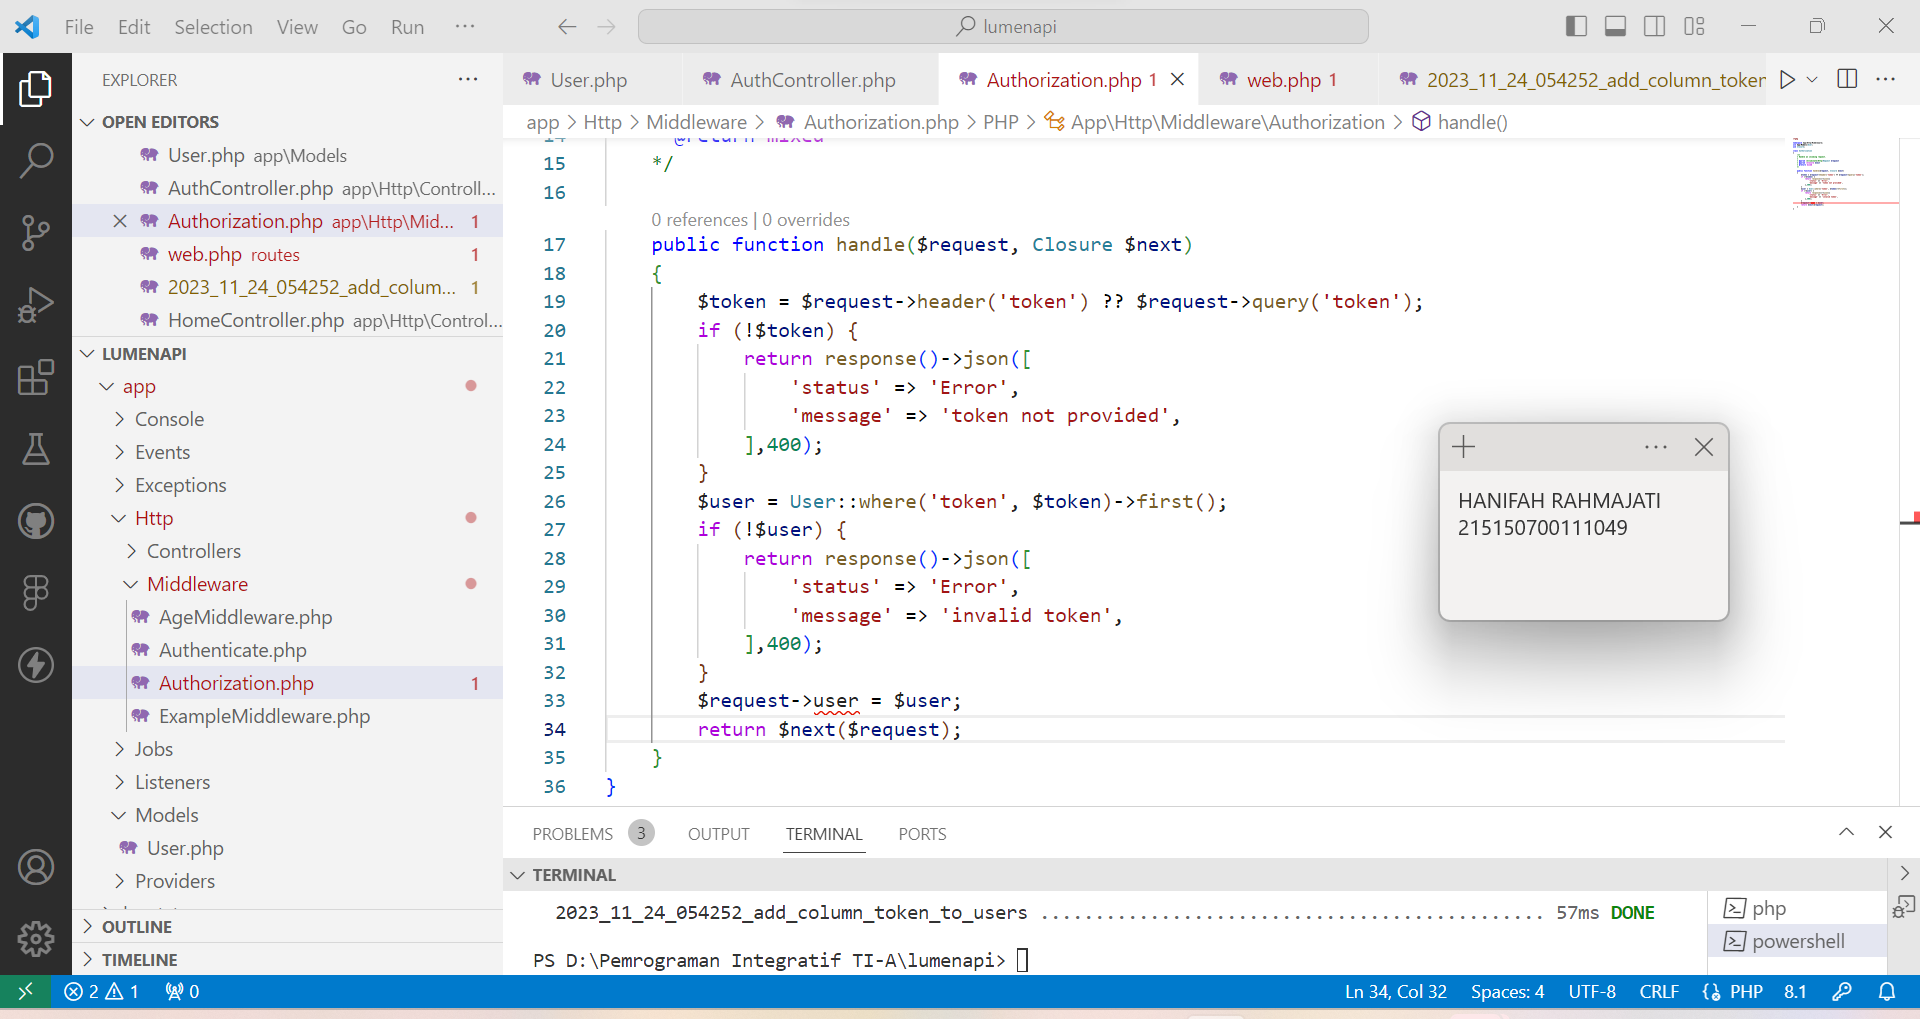 File Edit Selection View Go Run ...
lumenapi
EXPLORER
OPEN EDITORS
User.php app\Models
AuthController.php app\Http\Controll...
Authorization.php app\Http\Mid... 1
web.php routes 1
2023_11_24_054252_add_colum... 1
HomeController.php app\Http\Control...
LUMENAPI
app
Console
Events
Exceptions
Http
Controllers
Middleware
AgeMiddleware.php
Authenticate.php
Authorization.php 1
ExampleMiddleware.php
Jobs
Listeners
Models
User.php
Providers
OUTLINE
TIMELINE
User.php AuthController.php Authorization.php 1 web.php 1 2023_11_24_054252_add_column_token
app > Http > Middleware > Authorization.php > PHP > App\Http\Middleware\Authorization > handle()
14 @return mixed
15 */
16
0 references | 0 overrides
17 public function handle($request, Closure $next)
18 {
19 $token = $request->header('token') ?? $request->query('token');
20 if (!$token) {
21 return response()->json([
22 'status' => 'Error',
23 'message' => 'token not provided',
24 ],400);
25 }
26 $user = User::where('token', $token)->first();
27 if (!$user) {
28 return response()->json([
29 'status' => 'Error',
30 'message' => 'invalid token',
31 ],400);
32 }
33 $request->user = $user;
34 return $next($request);
35 }
36 }
HANIFAH RAHMAJATI
215150700111049
PROBLEMS 3 OUTPUT TERMINAL PORTS
TERMINAL
2023_11_24_054252_add_column_token_to_users ............................................ 57ms DONE
PS D:\Pemrograman Integratif TI-A\lumenapi>
php
powershell
2 1 0
Ln 34, Col 32 Spaces: 4 UTF-8 CRLF PHP 8.1